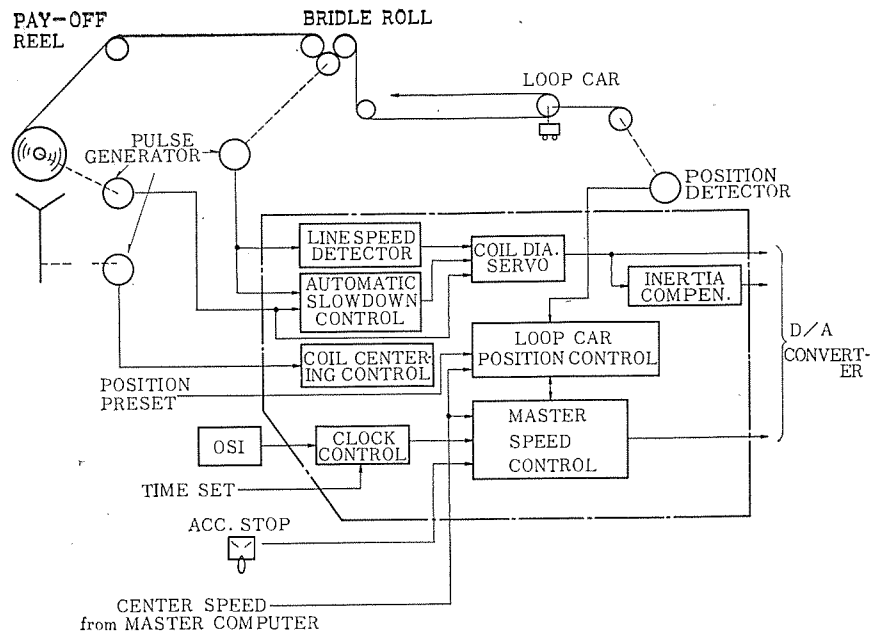 PAY-OFF
REEL
BRIDLE ROLL
LOOP CAR
PULSE
GENERATOR
POSITION
DETECTOR
LINE SPEED
DETECTOR
COIL DIA.
SERVO
AUTOMATIC
SLOWDOWN
CONTROL
INERTIA
COMPEN.
LOOP CAR
POSITION CONTROL
D/A
CONVERT-
ER
COIL CENTER-
ING CONTROL
POSITION
PRESET
MASTER
SPEED
CONTROL
OSI
CLOCK
CONTROL
TIME SET
ACC. STOP
CENTER SPEED
from MASTER COMPUTER